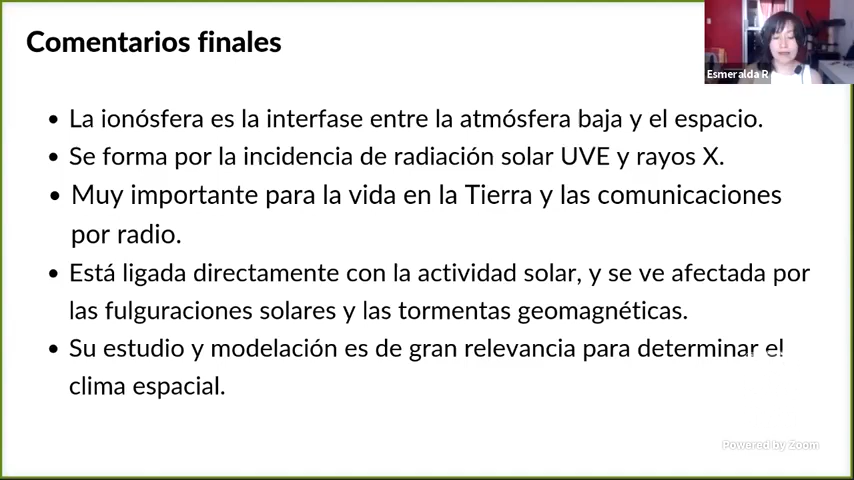 Comentarios finales
Esmeralda R
• La ionósfera es la interfase entre la atmósfera baja y el espacio.
• Se forma por la incidencia de radiación solar UVE y rayos X.
• Muy importante para la vida en la Tierra y las comunicaciones
por radio.
• Está ligada directamente con la actividad solar, y se ve afectada por
las fulguraciones solares y las tormentas geomagnéticas.
• Su estudio y modelación es de gran relevancia para determinar el
clima espacial.
Powered by Zoom